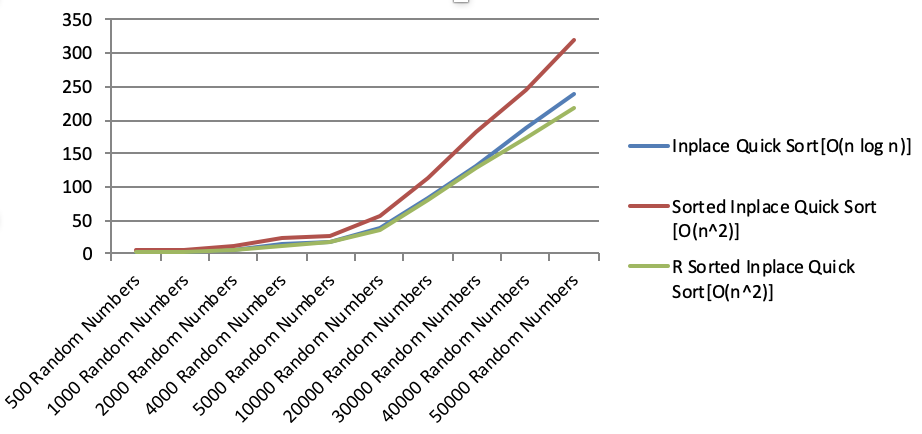 350
300
250
200
150
100
50
0
500 Random Numbers
1000 Random Numbers
2000 Random Numbers
4000 Random Numbers
5000 Random Numbers
10000 Random Numbers
20000 Random Numbers
30000 Random Numbers
40000 Random Numbers
50000 Random Numbers
Inplace Quick Sort[O(n log n)]
Sorted Inplace Quick Sort
[O(n^2)]
R Sorted Inplace Quick
Sort[O(n^2)]